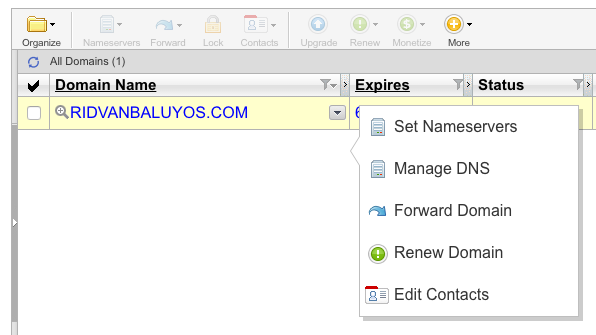 Organize Nameservers Forward Lock Contacts Upgrade Renew Monetize More
All Domains (1)
Domain Name Expires Status
RIDVANBALUYOS.COM
Set Nameservers
Manage DNS
Forward Domain
Renew Domain
Edit Contacts